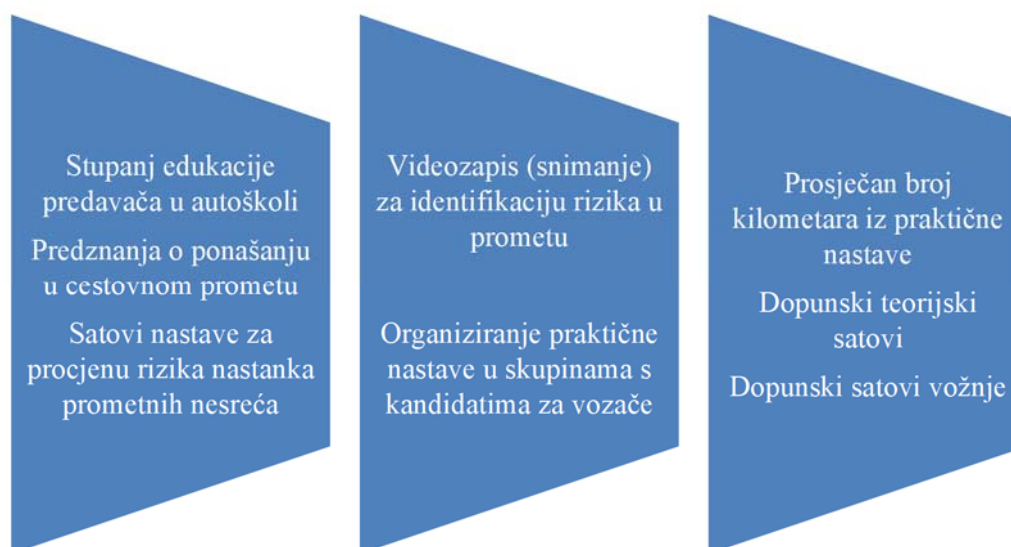 Stupanj edukacije
predavača u autoškoli
Predznanja o ponašanju
u cestovnom prometu
Satovi nastave za
procjenu rizika nastanka
prometnih nesreća
Videozapis (snimanje)
za identifikaciju rizika u
prometu
Organiziranje praktične
nastave u skupinama s
kandidatima za vozače
Prosječan broj
kilometara iz praktične
nastave
Dopunski teorijski
satovi
Dopunski satovi vožnje